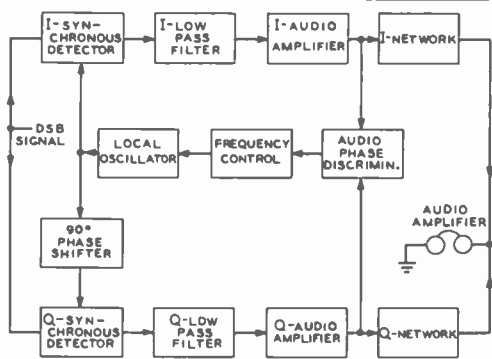 I-SYN-
CHRONOUS
DETECTOR
I-LOW
PASS
FILTER
I-AUDIO
AMPLIFIER
I-NETWORK
DSB
SIGNAL
LOCAL
OSCILLATOR
FREQUENCY
CONTROL
AUDIO
PHASE
DISCRIMIN.
AUDIO
AMPLIFIER
90°
PHASE
SHIFTER
Q-SYN-
CHRONOUS
DETECTOR
Q-LOW
PASS
FILTER
Q-AUDIO
AMPLIFIER
Q-NETWORK